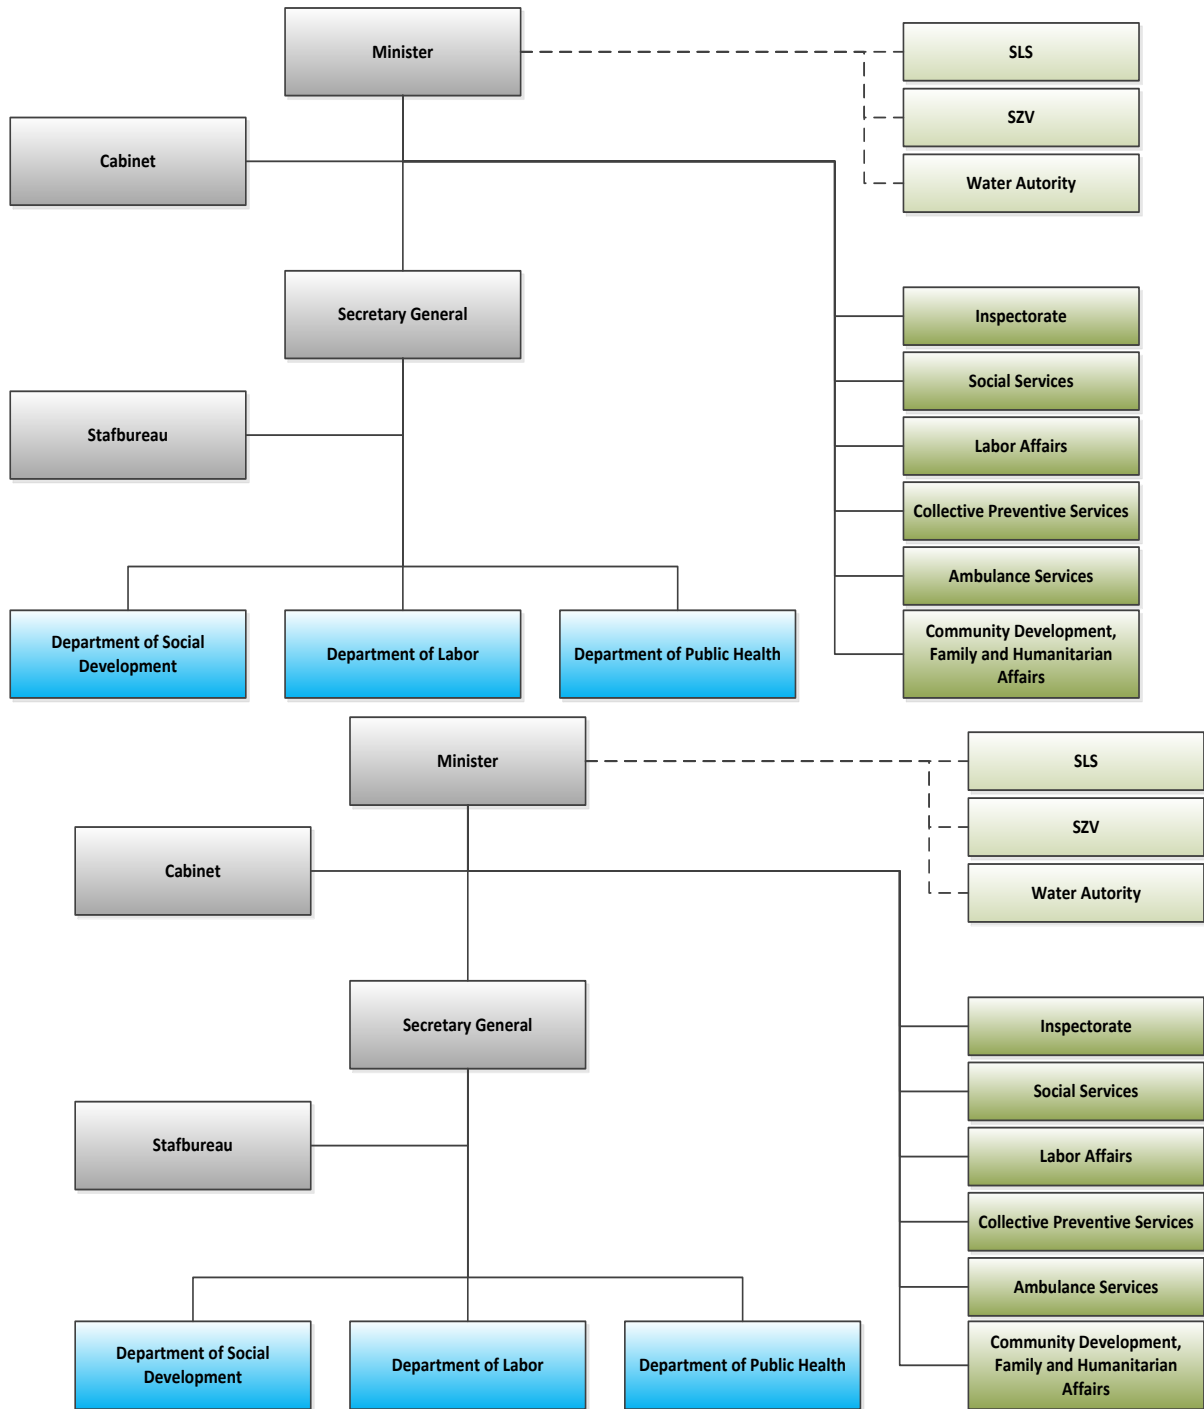 Minister
SLS
SZV
Cabinet
Water Autority
Secretary General
Inspectorate
Social Services
Stafbureau
Labor Affairs
Collective Preventive Services
Ambulance Services
Department of Social
Development
Department of Labor
Department of Public Health
Community Development,
Family and Humanitarian
Affairs
Minister
SLS
SZV
Cabinet
Water Autority
Secretary General
Inspectorate
Social Services
Stafbureau
Labor Affairs
Collective Preventive Services
Ambulance Services
Department of Social
Development
Department of Labor
Department of Public Health
Community Development,
Family and Humanitarian
Affairs